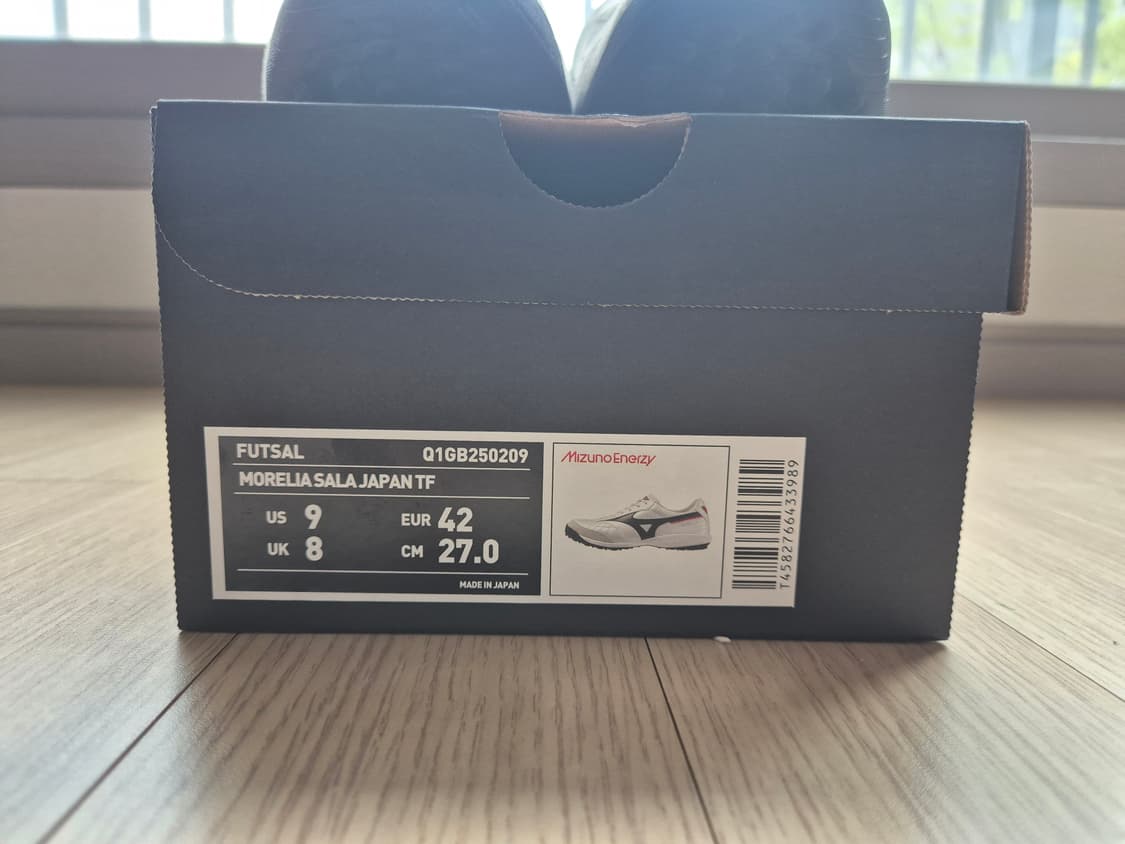 FUTSAL Q1GB250209
MORELIA SALA JAPAN TF
US 9 EUR 42
UK 8 CM 27.0
MADE IN JAPAN
MizunoEnerzy
T4582766433989